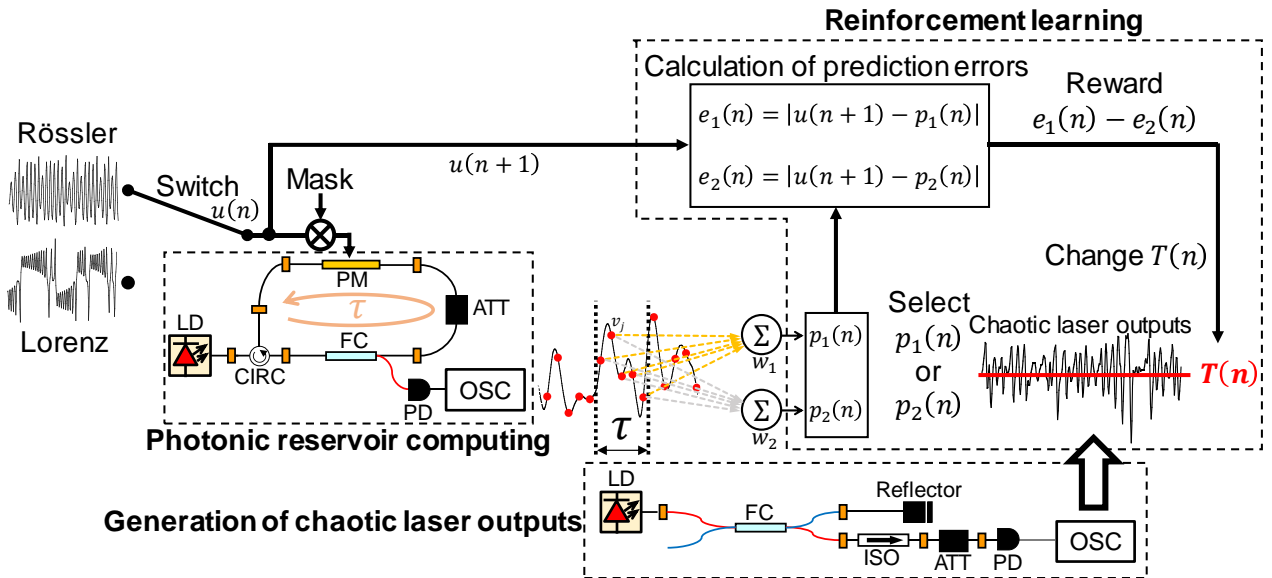 Reinforcement learning
Calculation of prediction errors
e₁(n) = |u(n + 1) − p₁(n)|
e₂(n) = |u(n + 1) − p₂(n)|
Reward
e₁(n) − e₂(n)
Rössler
Switch
u(n)
Mask
u(n + 1)
Lorenz
PM
τ
ATT
LD
CIRC
FC
PD
OSC
Photonic reservoir computing
vⱼ
τ
Σ
w₁
Σ
w₂
p₁(n)
p₂(n)
Change T(n)
Select
p₁(n)
or
p₂(n)
Chaotic laser outputs
T(n)
Generation of chaotic laser outputs
LD
FC
Reflector
ISO
ATT
PD
OSC